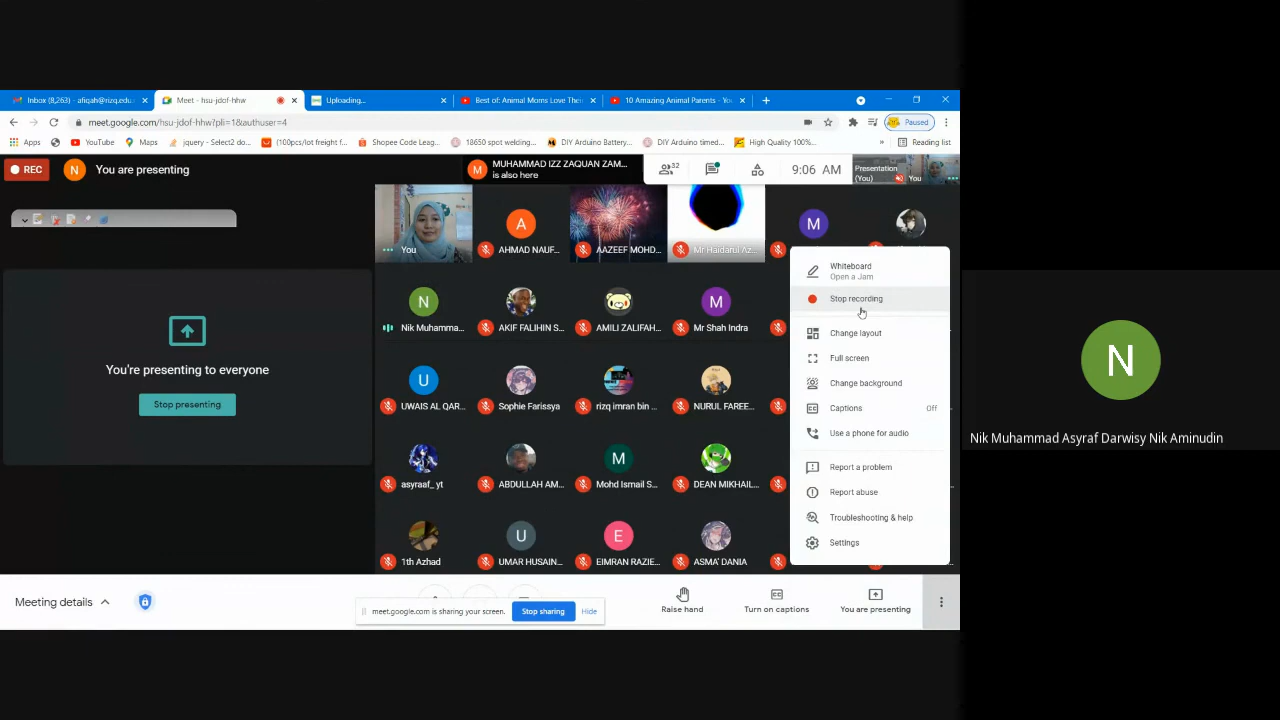 Inbox (8,263) - afiqah@rizq.edu.
Meet - hsu-jdof-hhw
Uploading...
Best of: Animal Moms Love Thei
10 Amazing Animal Parents - Yo
meet.google.com/hsu-jdof-hhw?pli=1&authuser=4
Paused
Apps
YouTube
Maps
jquery - Select2 do...
(100pcs/lot freight f...
Shopee Code Leag...
18650 spot welding...
DIY Arduino Battery...
DIY Arduino timed...
High Quality 100%...
»
Reading list
REC
N
You are presenting
M
MUHAMMAD IZZ ZAQUAN ZAM...
is also here
32
9:06 AM
Presentation
(You)
You
You
A
AHMAD NAUF...
AAZEEF MOHD...
Mr Haidarul Az...
M
N
Nik Muhamma...
AKIF FALIHIN S...
AMILI ZALIFAH...
M
Mr Shah Indra
U
UWAIS AL QAR...
Sophie Farissya
rizq imran bin ...
NURUL FAREE...
asyraaf_ yt
ABDULLAH AM...
M
Mohd Ismail S...
DEAN MIKHAIL...
1th Azhad
U
UMAR HUSAIN...
E
EIMRAN RAZIE...
ASMA' DANIA
You're presenting to everyone
Stop presenting
Whiteboard
Open a Jam
Stop recording
Change layout
Full screen
Change background
Captions
Off
Use a phone for audio
Report a problem
Report abuse
Troubleshooting & help
Settings
Meeting details
meet.google.com is sharing your screen.
Stop sharing
Hide
Raise hand
Turn on captions
You are presenting
N
Nik Muhammad Asyraf Darwisy Nik Aminudin